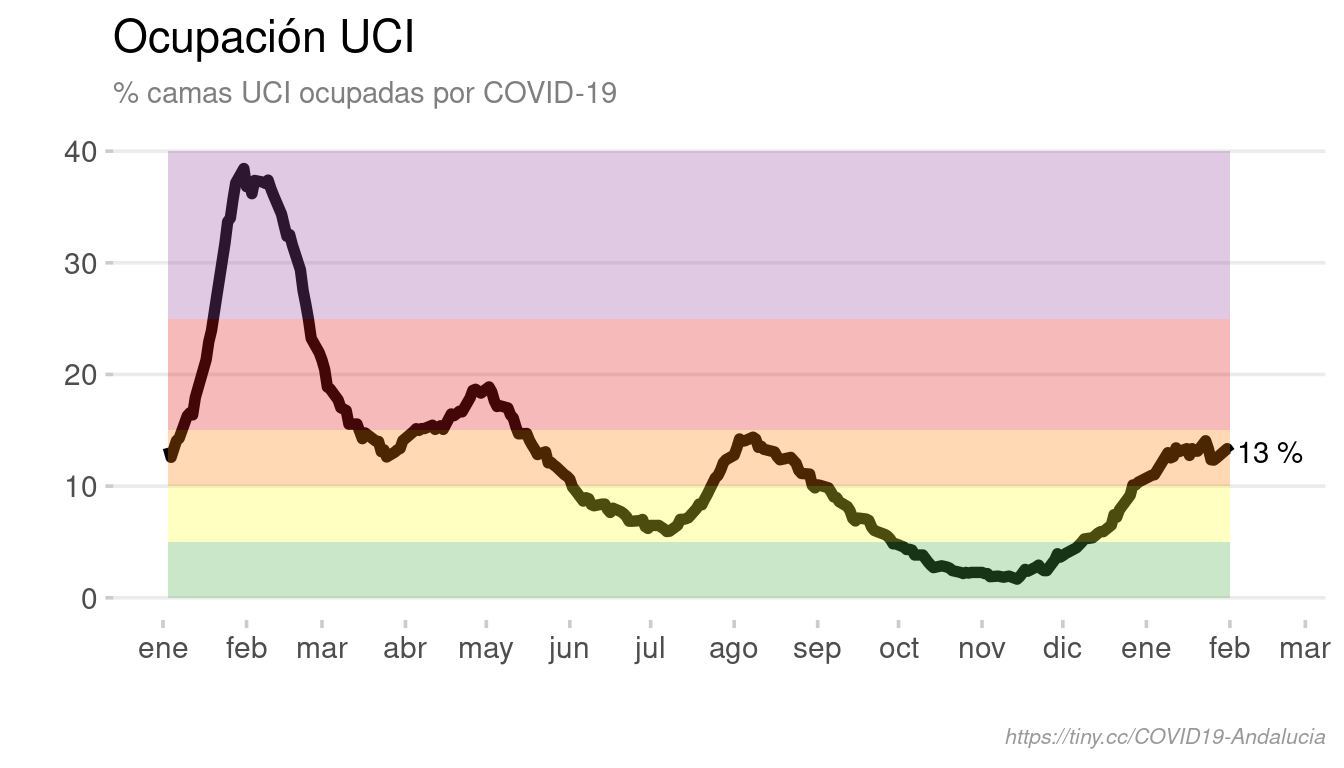 Ocupación UCI
% camas UCI ocupadas por COVID-19
40
30
20
10
0
13 %
ene feb mar abr may jun jul ago sep oct nov dic ene feb mar
https://tiny.cc/COVID19-Andalucia